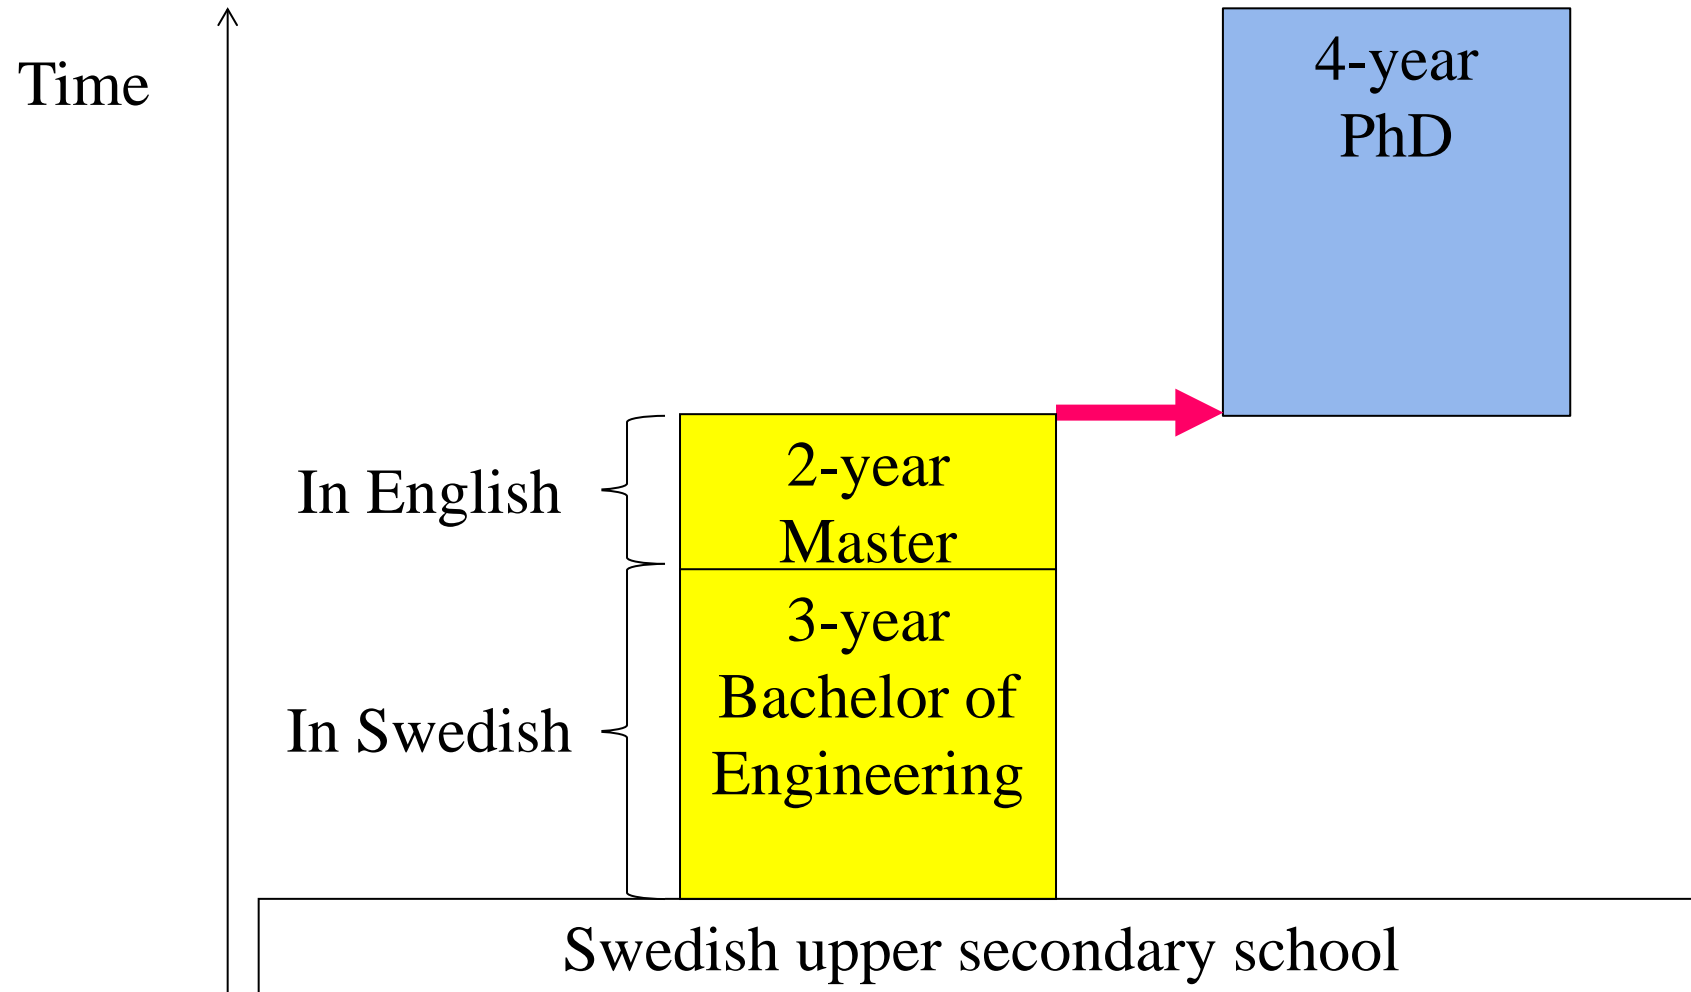 Time
4-year
PhD
In English
2-year
Master
In Swedish
3-year
Bachelor of
Engineering
Swedish upper secondary school